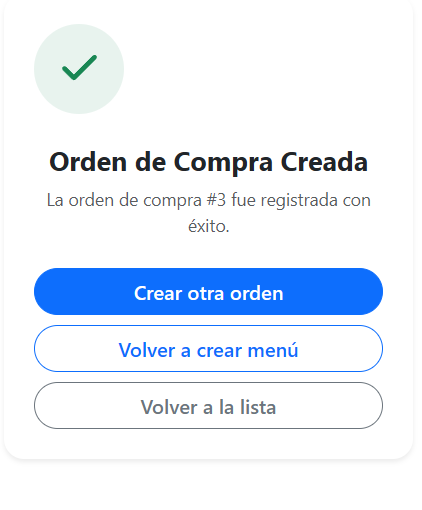 Orden de Compra Creada
La orden de compra #3 fue registrada con
éxito.
Crear otra orden
Volver a crear menú
Volver a la lista